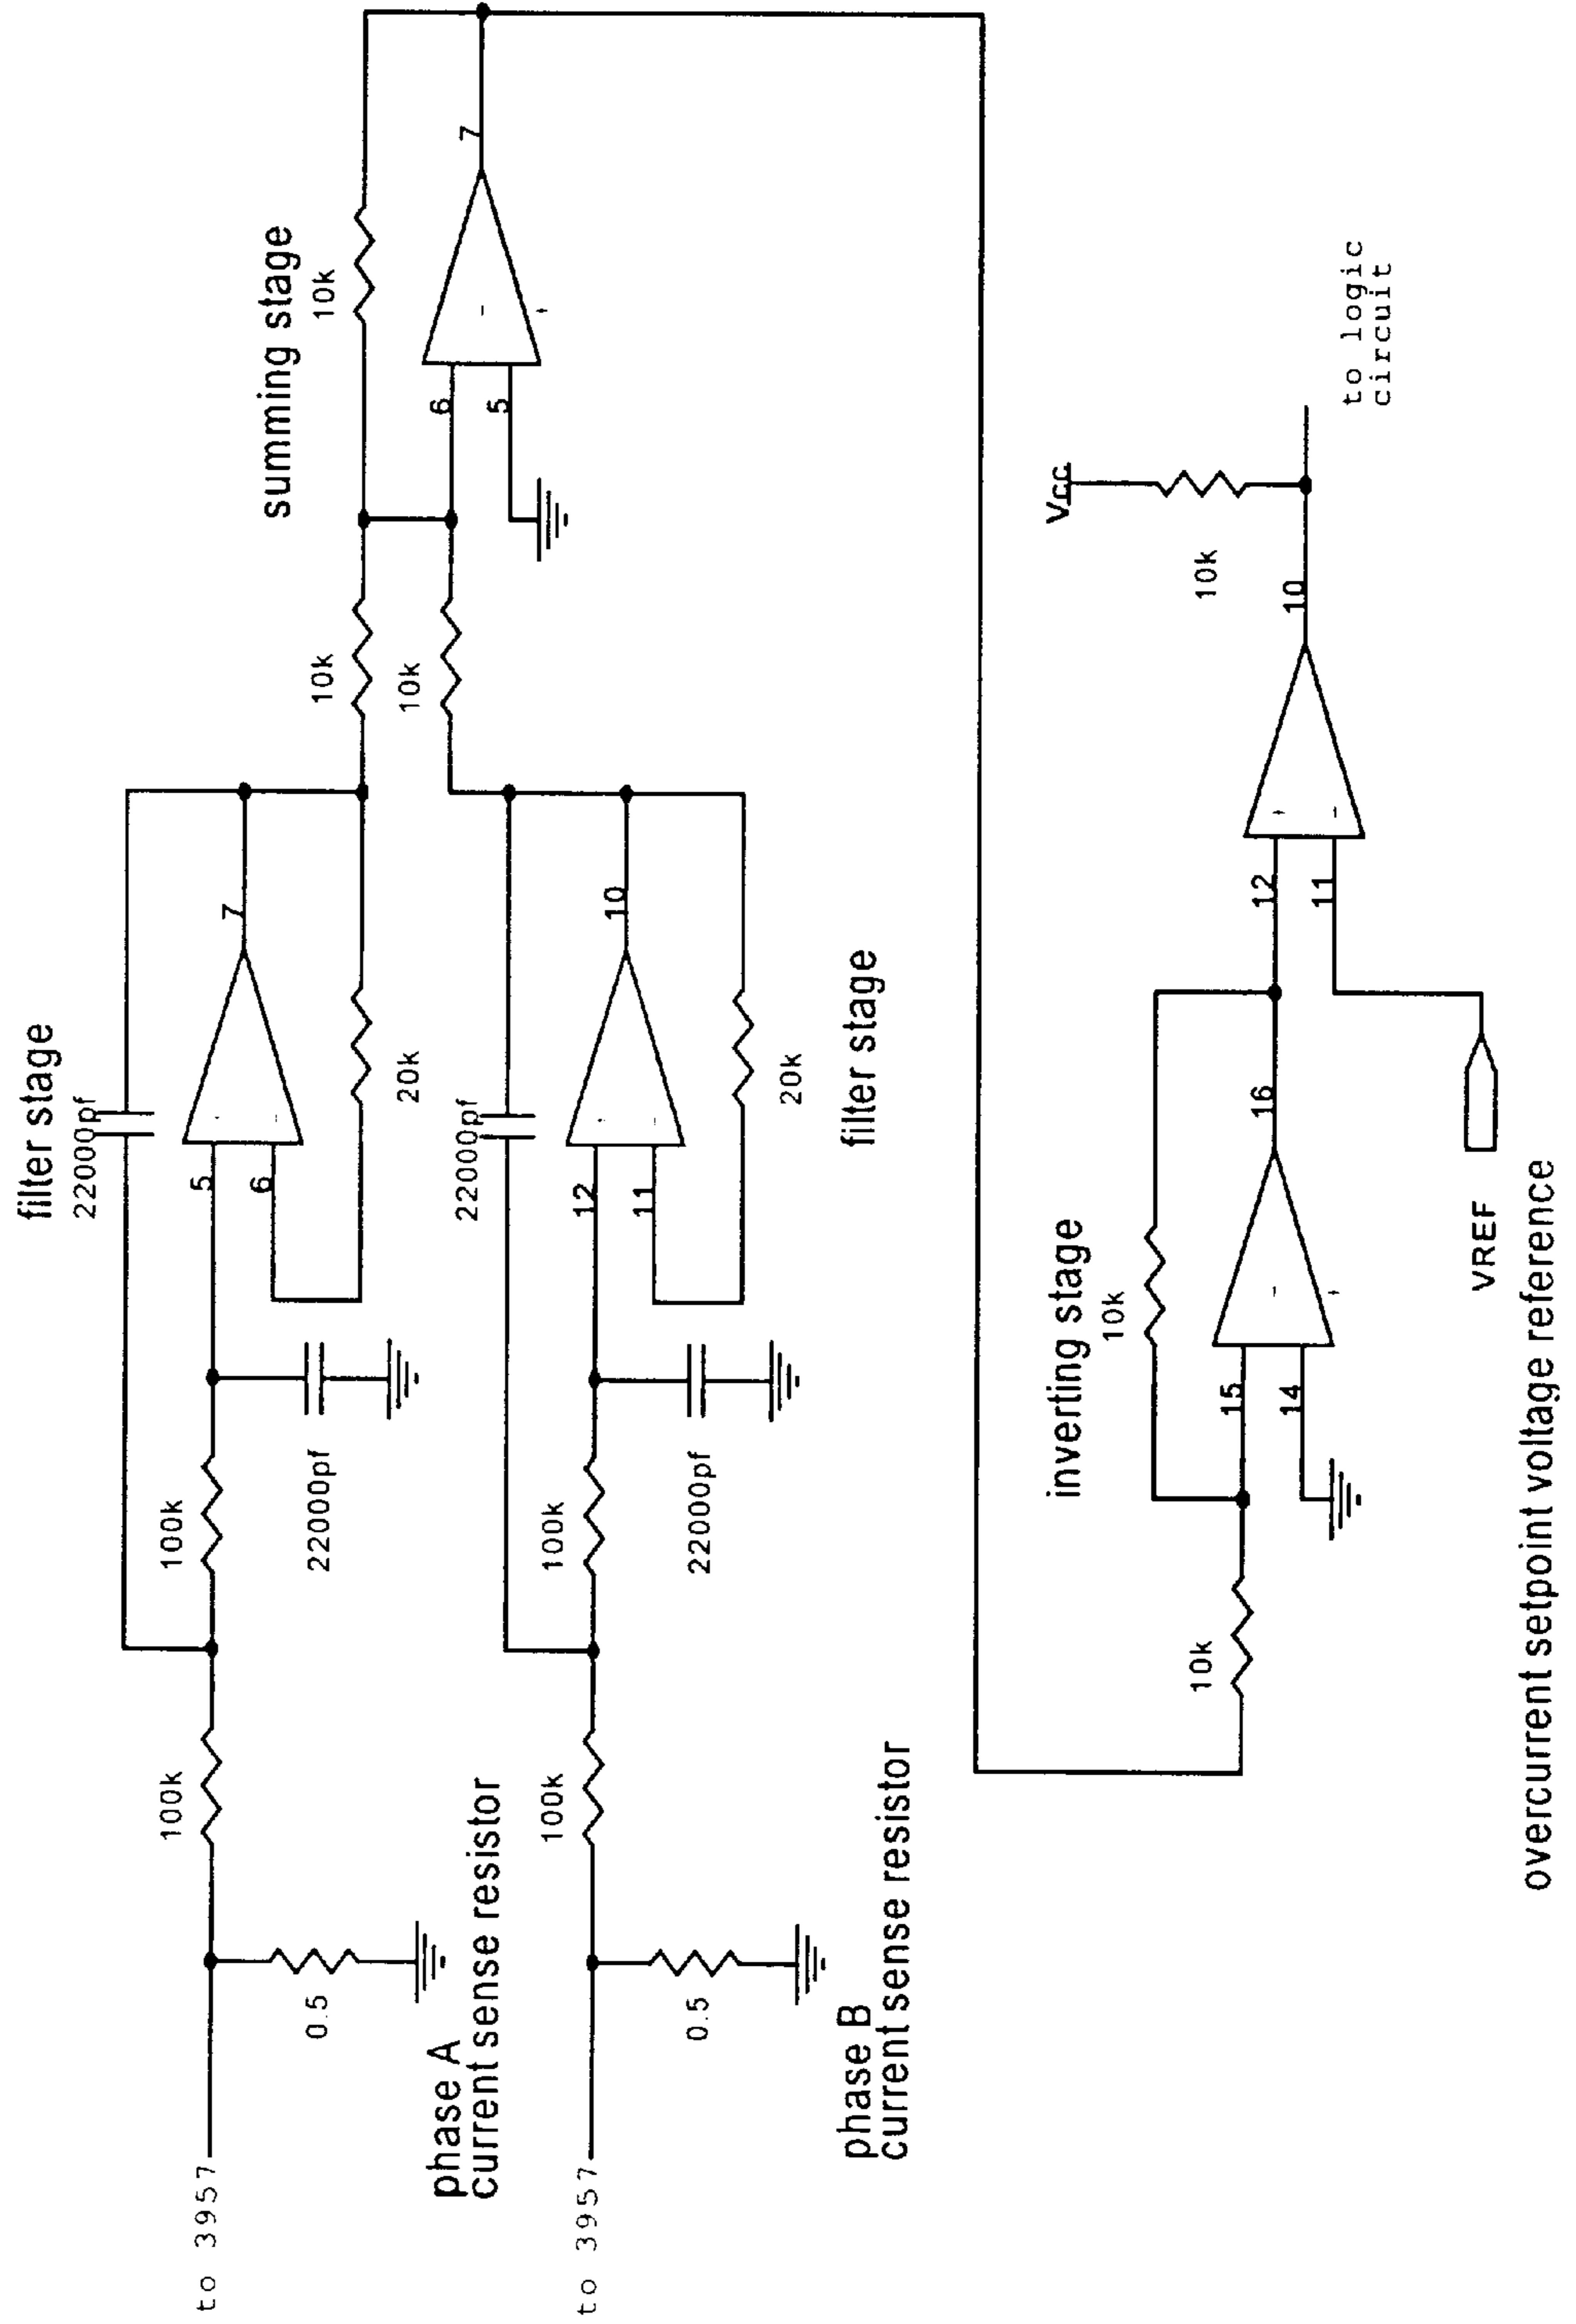 filter stage
22000pf
to 3957
100k
100k
5
6
7
20k
22000pf
0.5
phase A
current sense resistor
10k
summing stage
10k
6
5
7
-
+
10k
22000pf
to 3957
100k
100k
12
11
10
20k
22000pf
0.5
phase B
current sense resistor
filter stage
inverting stage
10k
10k
15
14
16
-
+
12
11
10
+
-
Vcc
10k
to logic
circuit
VREF
overcurrent setpoint voltage reference